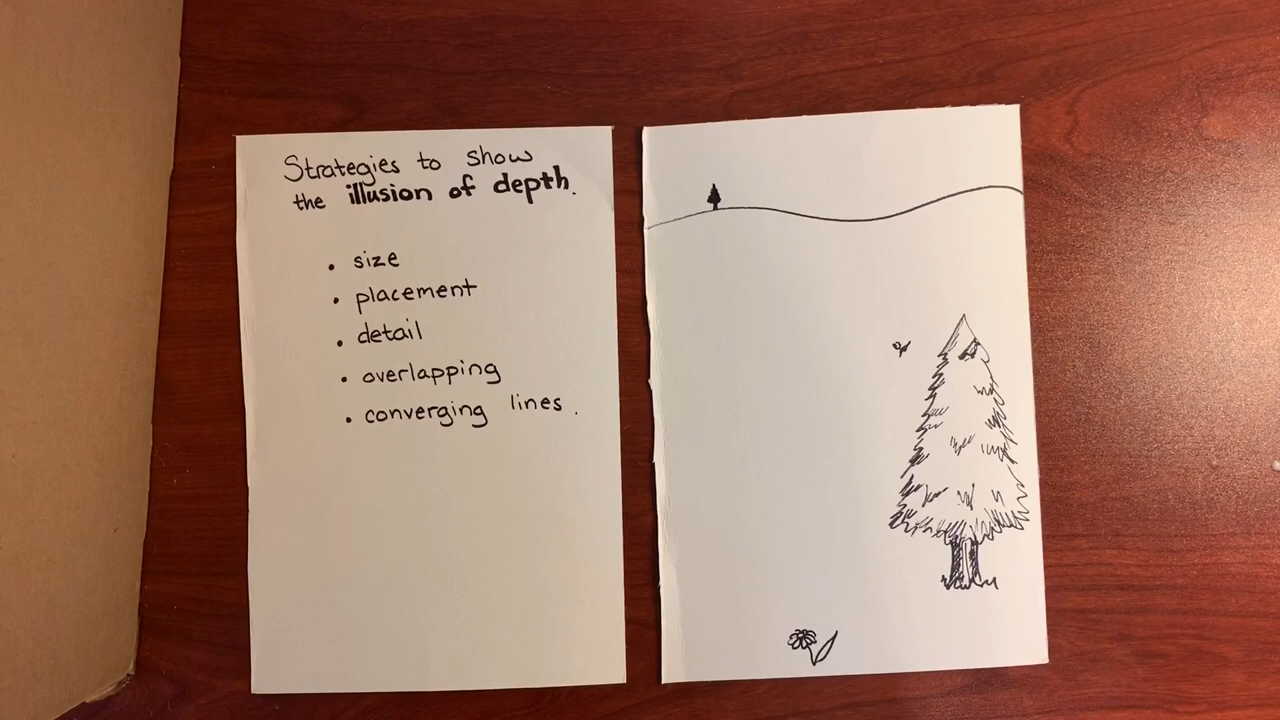 Strategies to show
the illusion of depth.
• size
• placement
• detail
• overlapping
• converging lines.